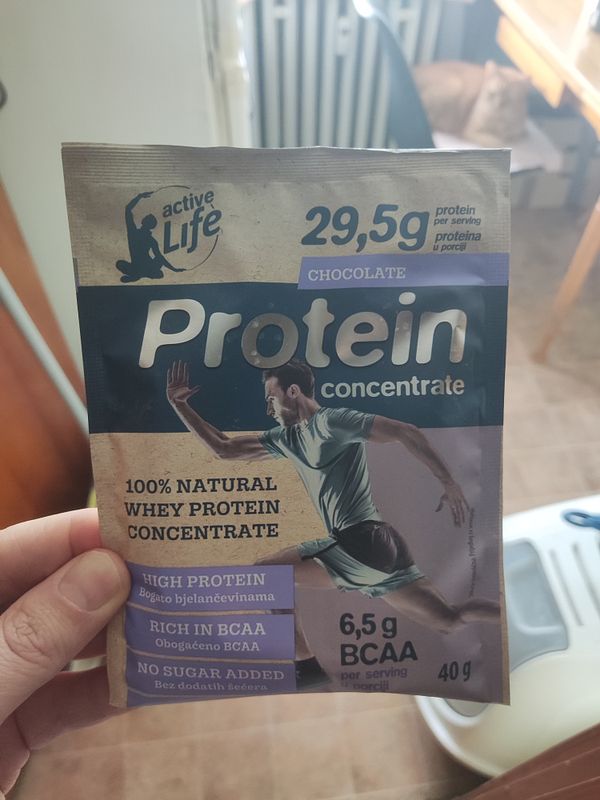 active
Life
29,5g
protein
per serving
proteina
u porciji
CHOCOLATE
Protein
concentrate
100% NATURAL
WHEY PROTEIN
CONCENTRATE
HIGH PROTEIN
Bogato bjelančevinama
RICH IN BCAA
Obogaćeno BCAA
NO SUGAR ADDED
Bez dodatih šećera
6,5 g
BCAA
per serving
u porciji
40 g